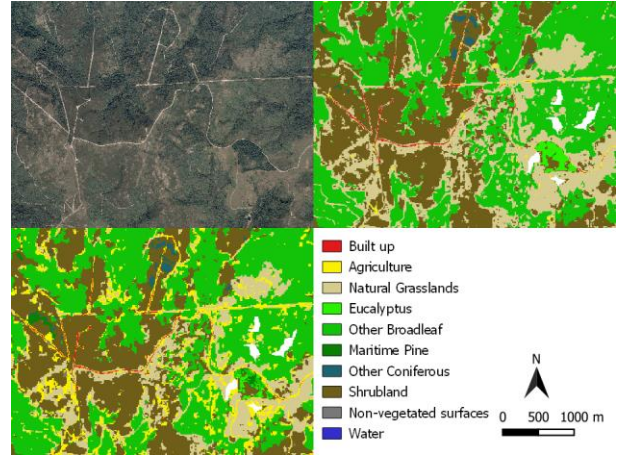 Built up
Agriculture
Natural Grasslands
Eucalyptus
Other Broadleaf
Maritime Pine
Other Coniferous
Shrubland
Non-vegetated surfaces
Water
N
0 500 1000 m